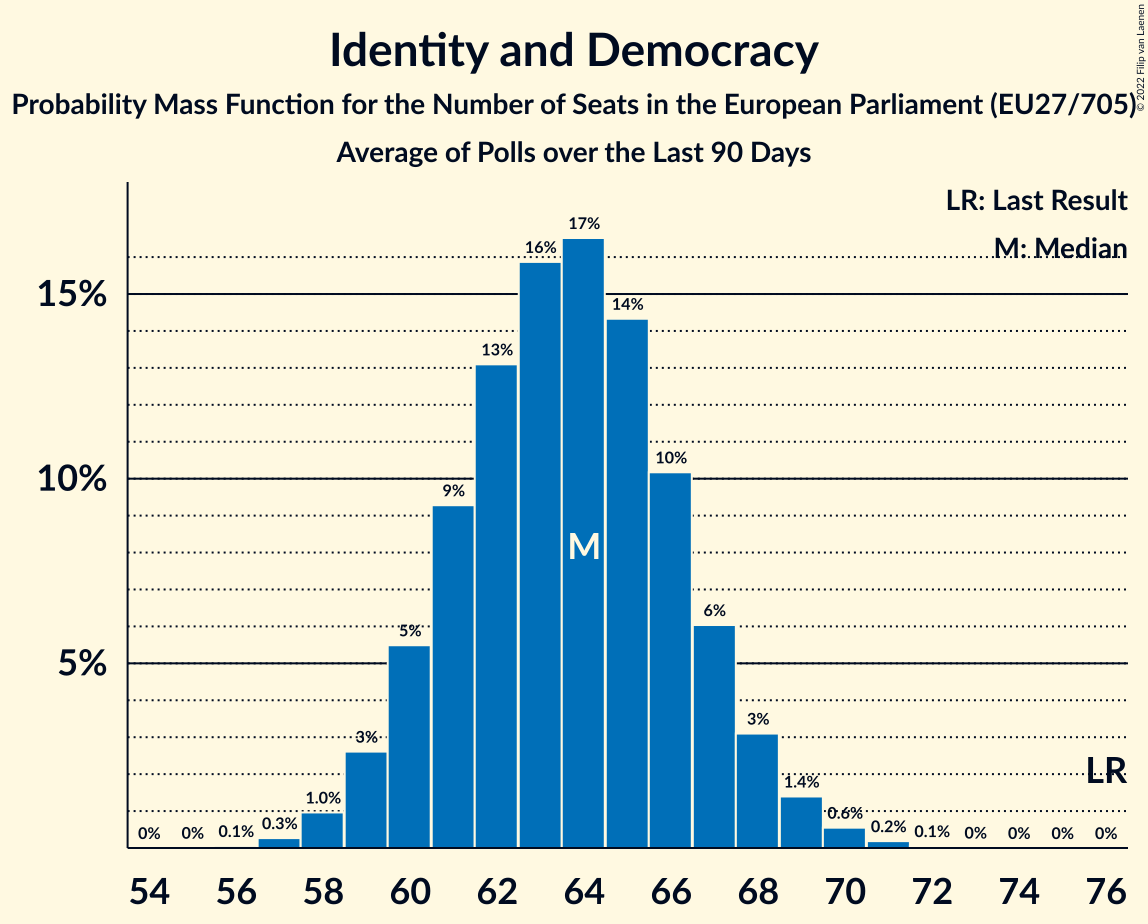 Identity and Democracy
Probability Mass Function for the Number of Seats in the European Parliament (EU27/705)
Average of Polls over the Last 90 Days
© 2022 Filip van Laenen
LR: Last Result
M: Median
15%
10%
5%
0%
0%
0.1%
0.3%
1.0%
3%
5%
9%
13%
16%
17%
14%
10%
6%
3%
1.4%
0.6%
0.2%
0.1%
0%
0%
0%
0%
M
LR
54 56 58 60 62 64 66 68 70 72 74 76